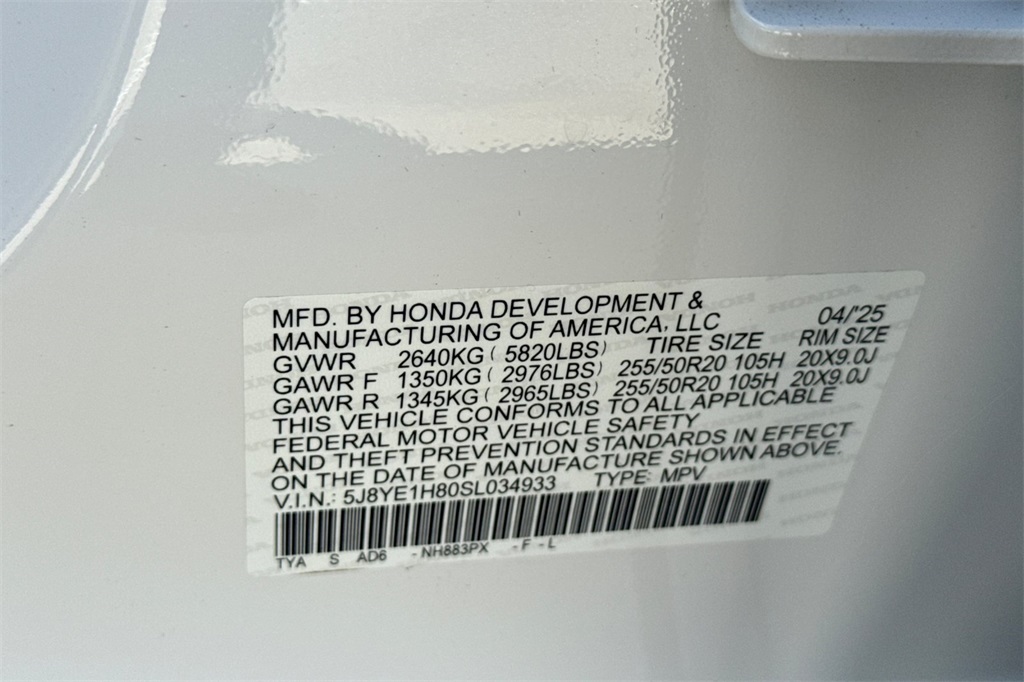 MFD. BY HONDA DEVELOPMENT &
MANUFACTURING OF AMERICA, LLC 04/'25
GVWR 2640KG ( 5820LBS) TIRE SIZE RIM SIZE
GAWR F 1350KG ( 2976LBS) 255/50R20 105H 20X9.0J
GAWR R 1345KG ( 2965LBS) 255/50R20 105H 20X9.0J
THIS VEHICLE CONFORMS TO ALL APPLICABLE
FEDERAL MOTOR VEHICLE SAFETY
AND THEFT PREVENTION STANDARDS IN EFFECT
ON THE DATE OF MANUFACTURE SHOWN ABOVE.
V.I.N.: 5J8YE1H80SL034933 TYPE: MPV
TYA S AD6 -NH883PX -F-L